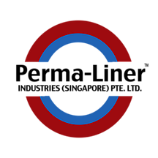 Perma-Liner™
INDUSTRIES (SINGAPORE) PTE. LTD.